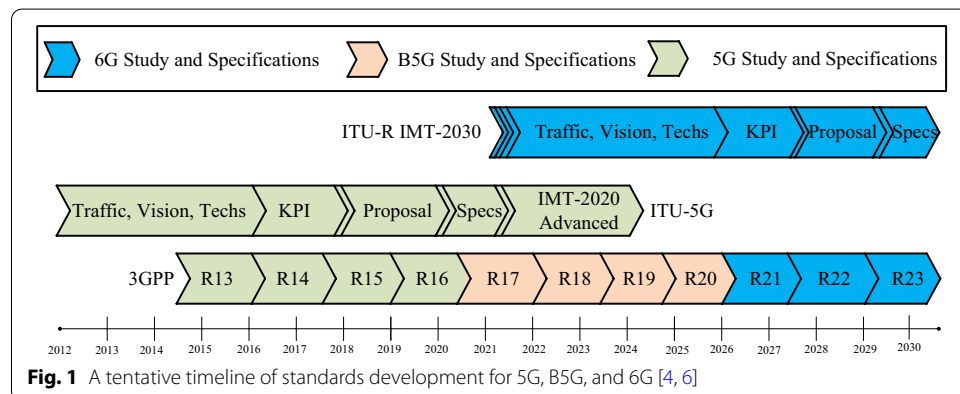 6G Study and Specifications B5G Study and Specifications 5G Study and Specifications
ITU-R IMT-2030 Traffic, Vision, Techs KPI Proposal Specs
Traffic, Vision, Techs KPI Proposal Specs IMT-2020 Advanced ITU-5G
3GPP R13 R14 R15 R16 R17 R18 R19 R20 R21 R22 R23
2012 2013 2014 2015 2016 2017 2018 2019 2020 2021 2022 2023 2024 2025 2026 2027 2028 2029 2030
Fig. 1 A tentative timeline of standards development for 5G, B5G, and 6G [4, 6]